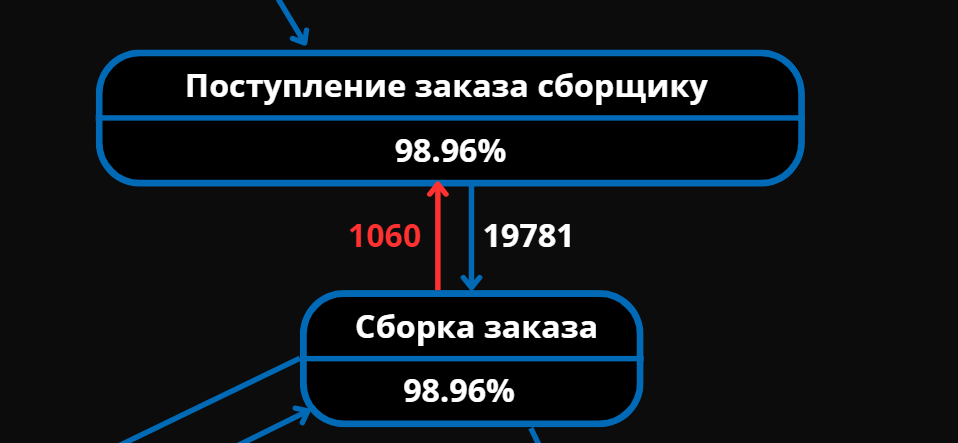 Поступление заказа сборщику
98.96%
1060
19781
Сборка заказа
98.96%